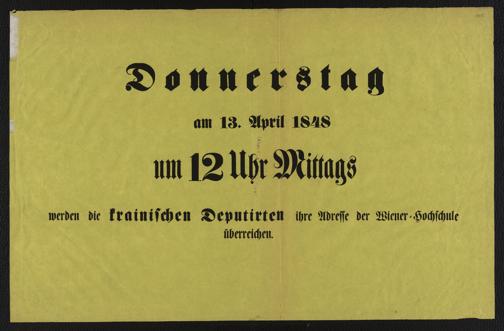 Donnerstag
am 13. April 1848
um 12 Uhr Mittags
werden die krainischen Deputirten ihre Adresse der Wiener-Hochschule
überreichen.